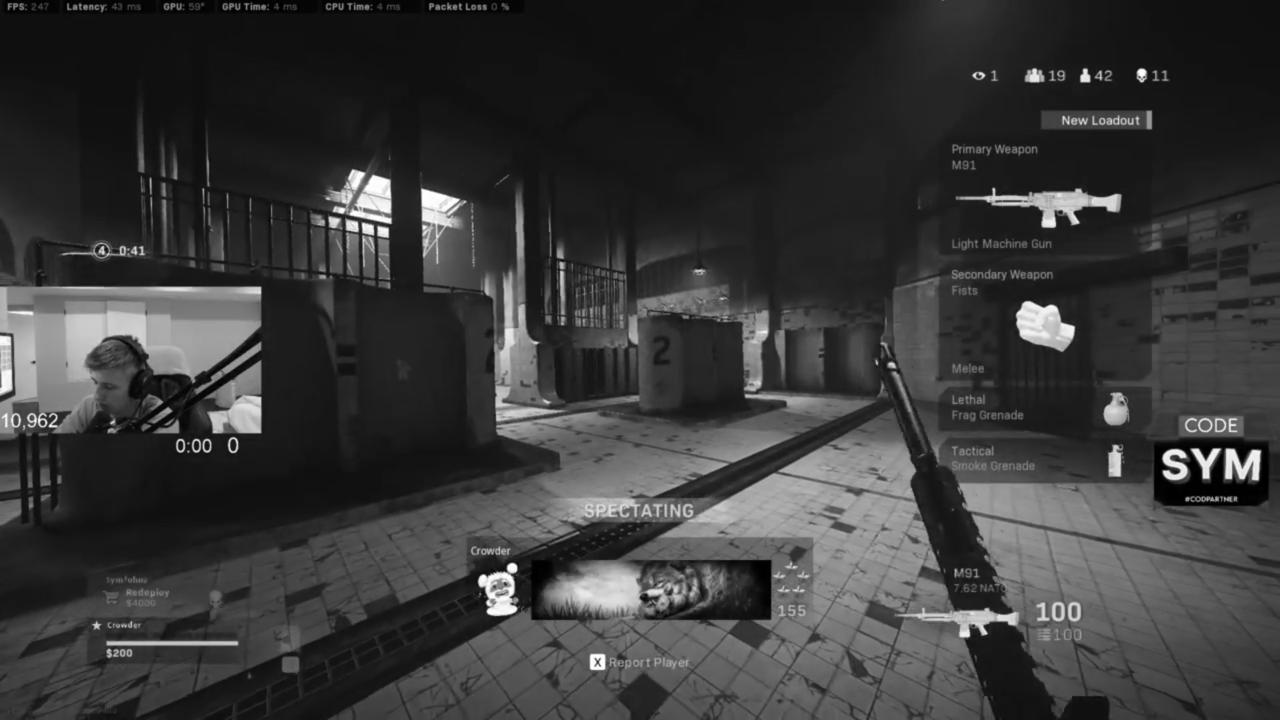 FPS: 247 Latency: 43 ms GPU: 59° GPU Time: 4 ms CPU Time: 4 ms Packet Loss 0 %
1 19 42 11
New Loadout
Primary Weapon
M91
Light Machine Gun
Secondary Weapon
Fists
Melee
Lethal
Frag Grenade
Tactical
Smoke Grenade
4 0:41
10,962
0:00 0
2
CODE
SYM
#CODPARTNER
SPECTATING
Crowder
155
X Report Player
Redeploy
$4000
Crowder
$200
M91
7.62 NATO
100
100